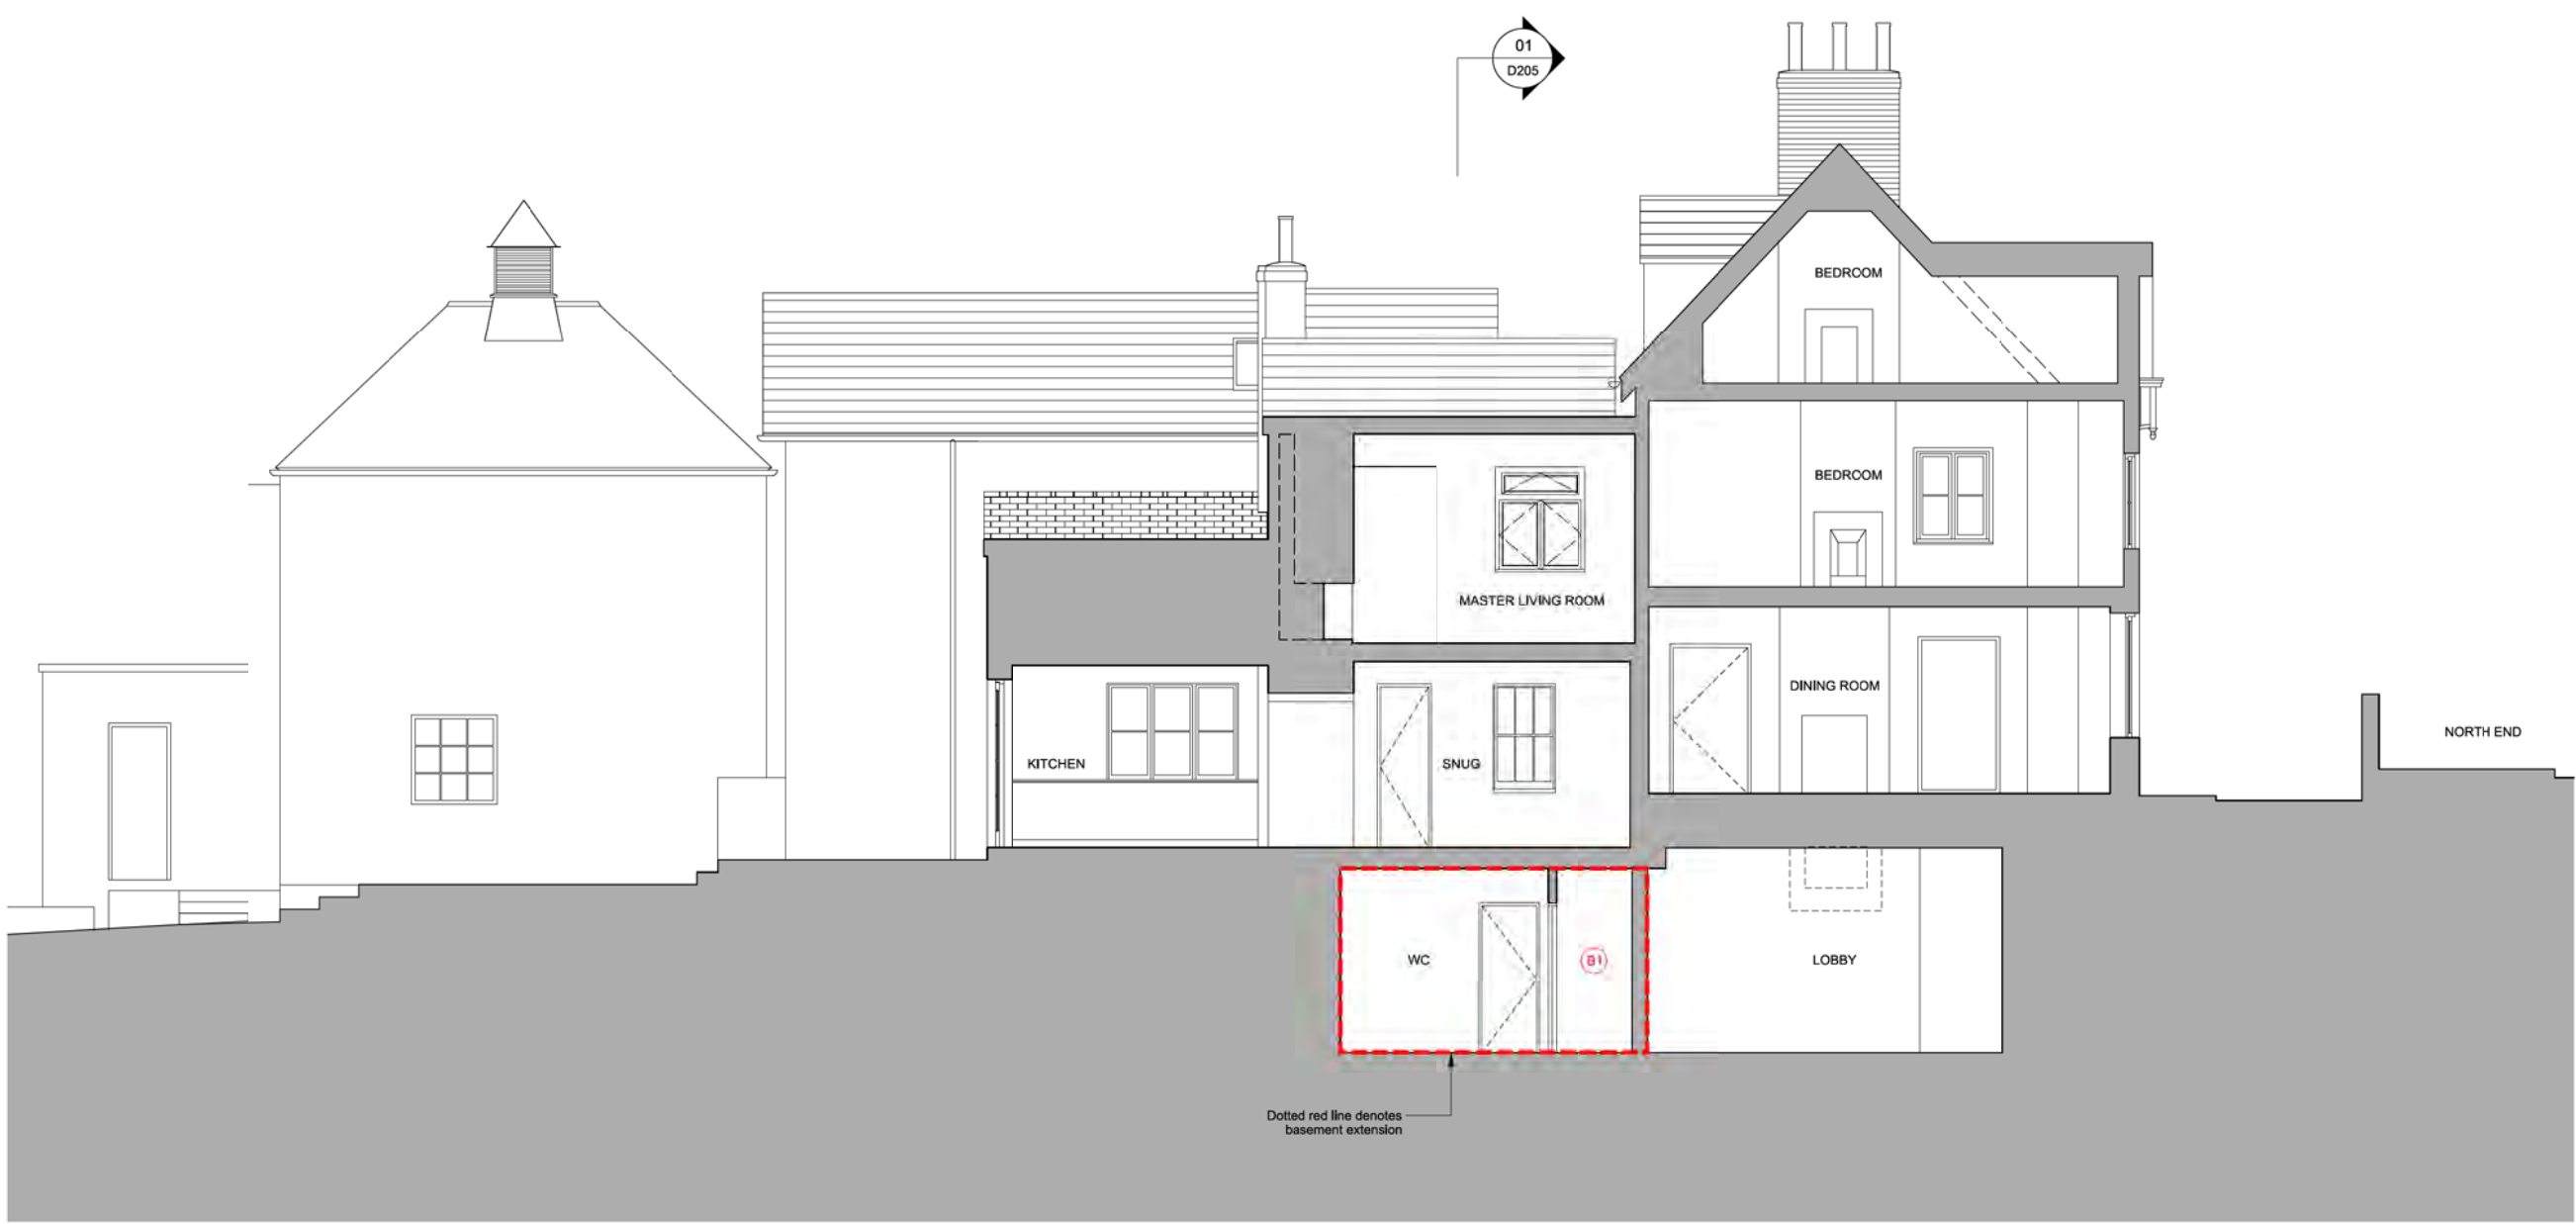 01
D205
BEDROOM
BEDROOM
MASTER LIVING ROOM
DINING ROOM
NORTH END
KITCHEN
SNUG
WC
B1
LOBBY
Dotted red line denotes
basement extension